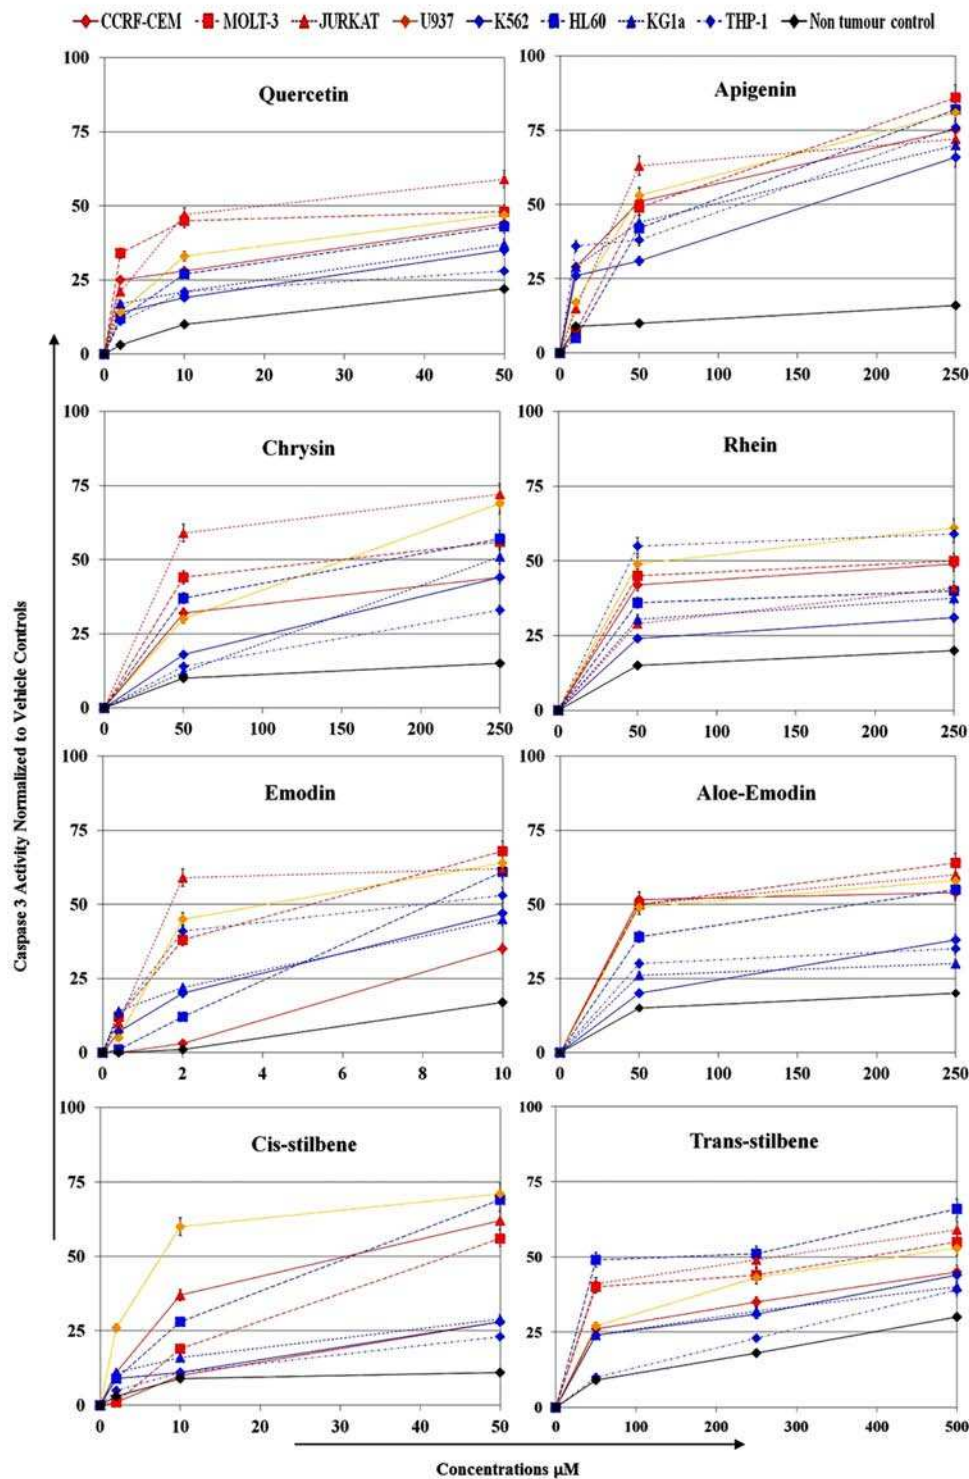 CCRF-CEM MOLT-3 JURKAT U937 K562 HL60 KG1a THP-1 Non tumour control
Quercetin
100
75
50
25
0
0 10 20 30 40 50
Apigenin
100
75
50
25
0
0 50 100 150 200 250
Chrysin
100
75
50
25
0
0 50 100 150 200 250
Rhein
100
75
50
25
0
0 50 100 150 200 250
Emodin
100
75
50
25
0
0 2 4 6 8 10
Aloe-Emodin
100
75
50
25
0
0 50 100 150 200 250
Cis-stilbene
100
75
50
25
0
0 10 20 30 40 50
Trans-stilbene
100
75
50
25
0
0 100 200 300 400 500
Caspase 3 Activity Normalized to Vehicle Controls
Concentrations µM